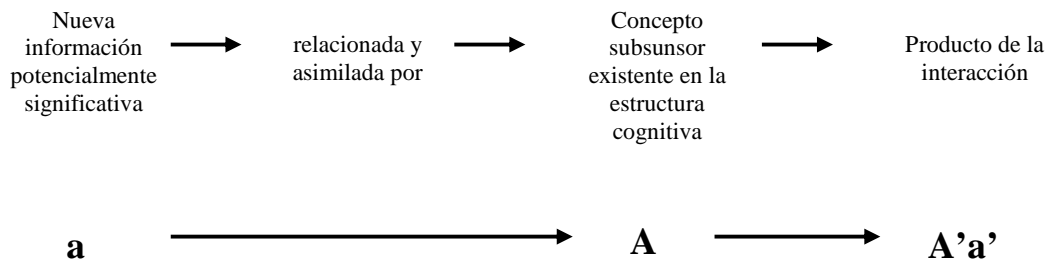 Nueva
información
potencialmente
significativa
relacionada y
asimilada por
Concepto
subsunsor
existente en la
estructura
cognitiva
Producto de la
interacción
a
A
A’a’